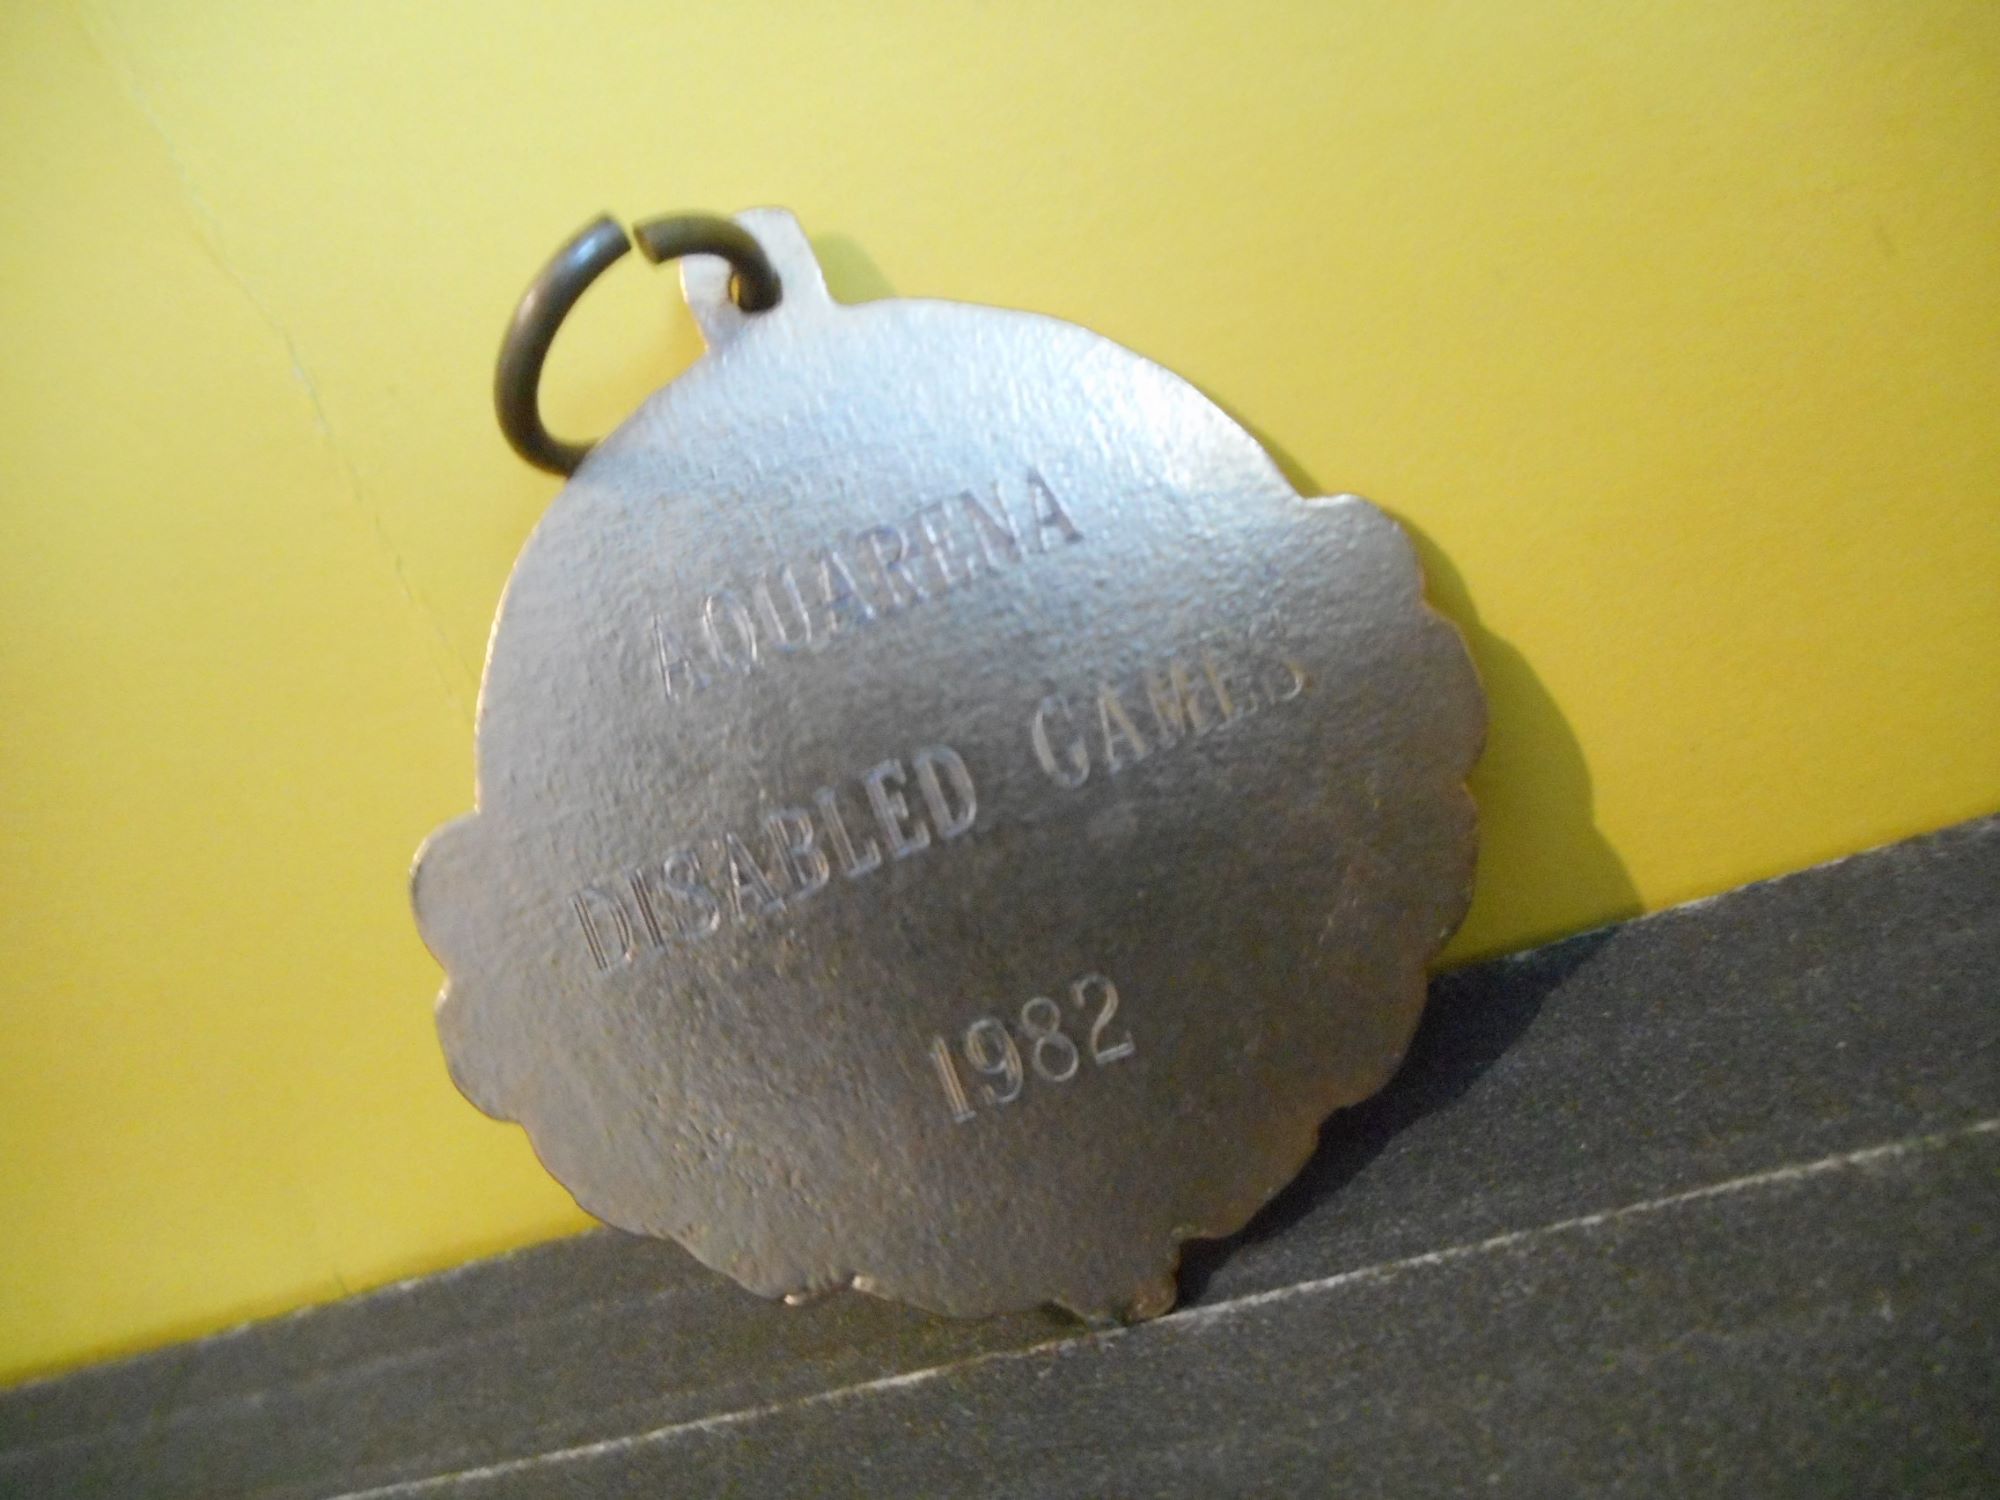 AQUARENA
DISABLED GAMES
1982